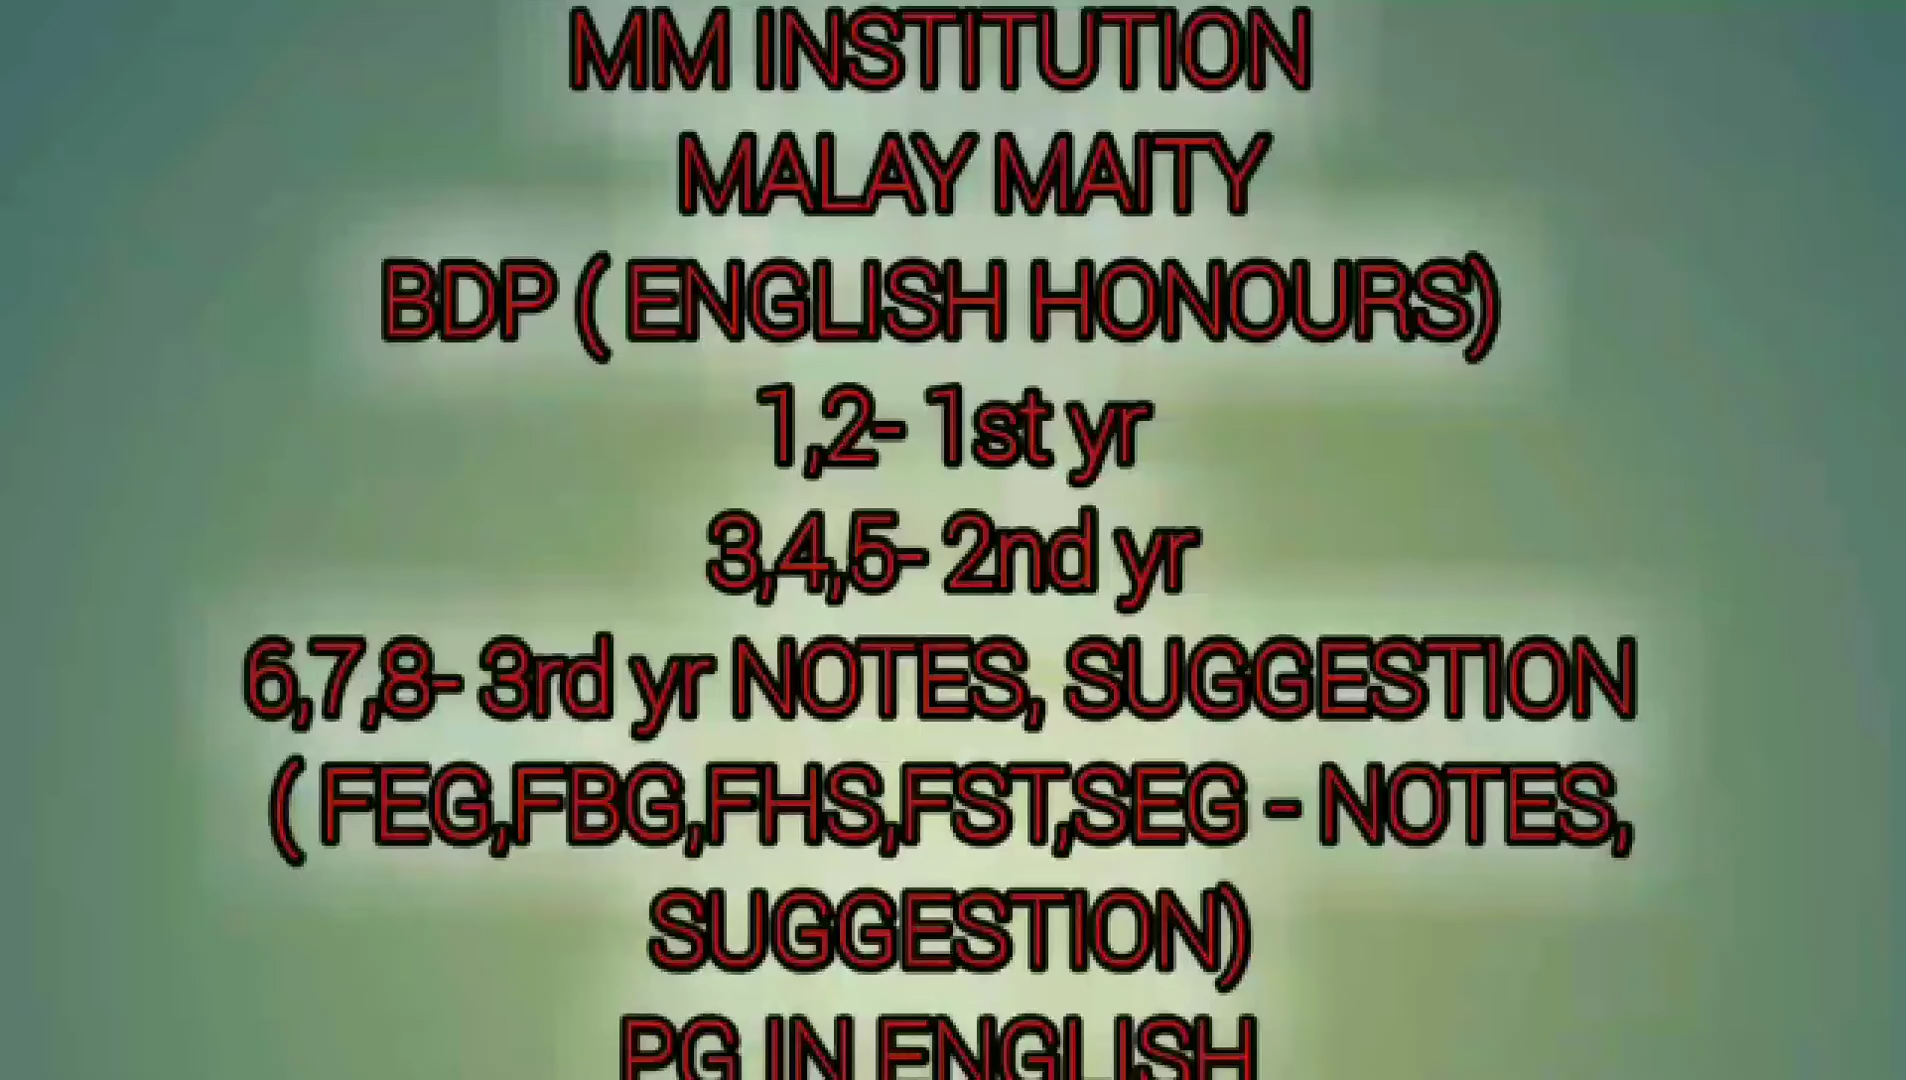 MM INSTITUTION
MALAY MAITY
BDP ( ENGLISH HONOURS)
1,2- 1st yr
3,4,5- 2nd yr
6,7,8- 3rd yr NOTES, SUGGESTION
( FEG,FBG,FHS,FST,SEG - NOTES,
SUGGESTION)
PG IN ENGLISH